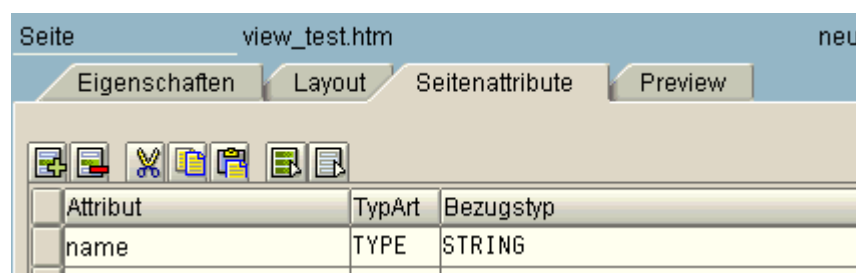 Seite view_test.htm neu
Eigenschaften Layout Seitenattribute Preview
Attribut TypArt Bezugstyp
name TYPE STRING